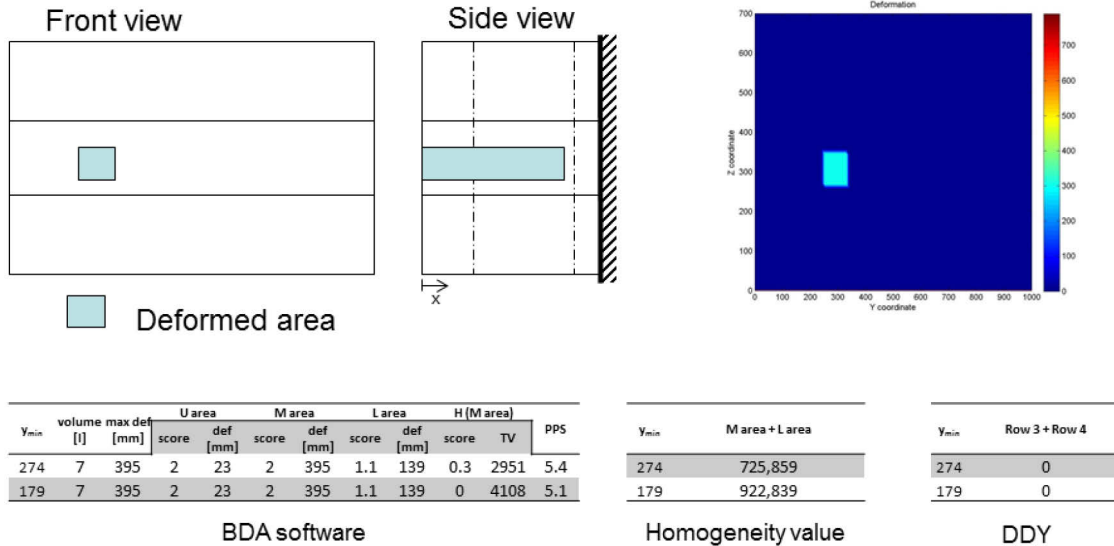 Front view
Side view
x
Deformed area
Deformation
Z coordinate
700
600
500
400
300
200
100
0
0 100 200 300 400 500 600 700 800 900 1000
Y coordinate
700
600
500
400
300
200
100
0
U area M area L area H (M area)
ymin volume [l] max def [mm] score def [mm] score def [mm] score def [mm] score TV PPS
274 7 395 2 23 2 395 1.1 139 0.3 2951 5.4
179 7 395 2 23 2 395 1.1 139 0 4108 5.1
BDA software
ymin M area + L area
274 725,859
179 922,839
Homogeneity value
ymin Row 3 + Row 4
274 0
179 0
DDY